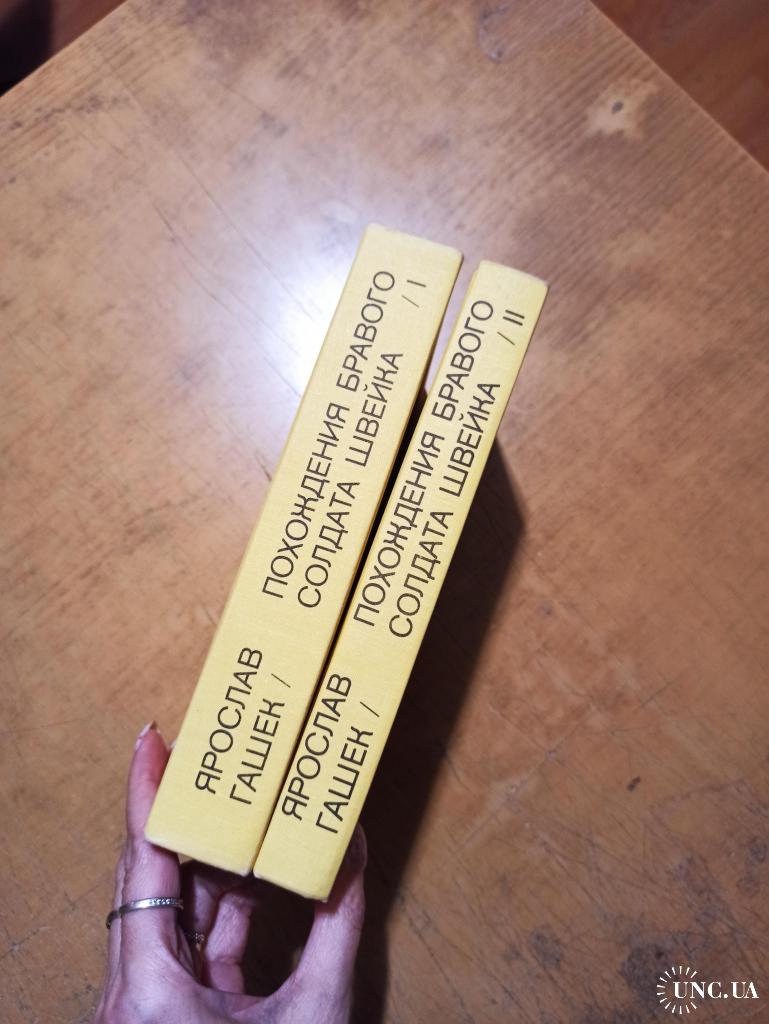 ЯРОСЛАВ
ГАШЕК /
ПОХОЖДЕНИЯ БРАВОГО
СОЛДАТА ШВЕЙКА / I
ЯРОСЛАВ
ГАШЕК /
ПОХОЖДЕНИЯ БРАВОГО
СОЛДАТА ШВЕЙКА / II
UNC.UA